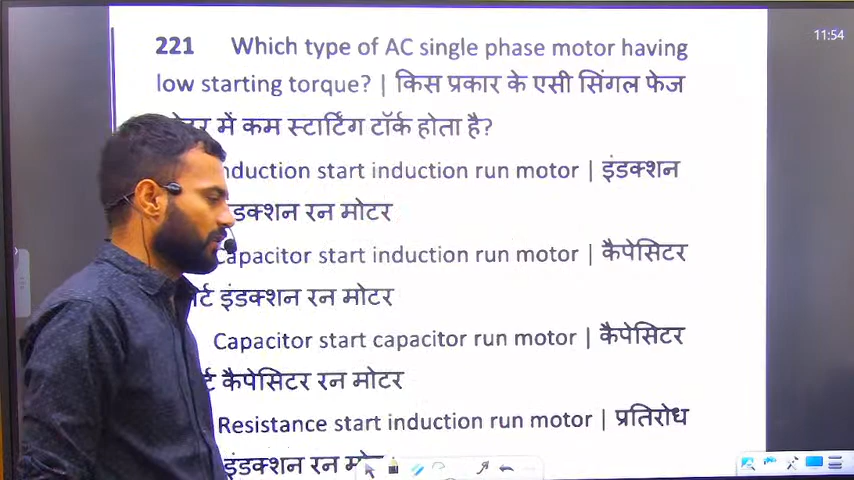 11:54
221 Which type of AC single phase motor having
low starting torque? | किस प्रकार के एसी सिंगल फेज
में कम स्टार्टिंग टॉर्क होता है?
induction start induction run motor | इंडक्शन
इंडक्शन रन मोटर
Capacitor start induction run motor | कैपेसिटर
इंडक्शन रन मोटर
Capacitor start capacitor run motor | कैपेसिटर
कैपेसिटर रन मोटर
Resistance start induction run motor | प्रतिरोध
इंडक्शन रन